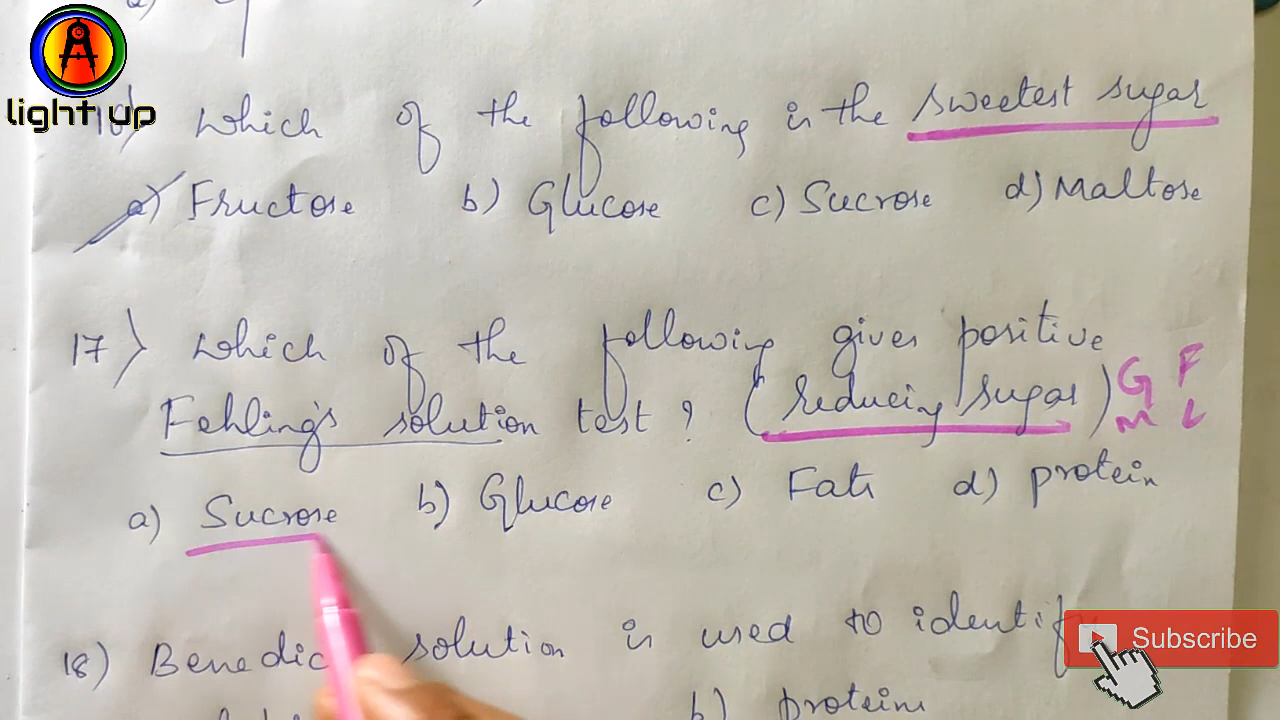 light up
16) which of the following is the sweetest sugar
a) Fructose b) Glucose c) Sucrose d) Maltose
17) which of the following gives positive
Fehling's solution test ? (reducing sugar) G F
M L
a) Sucrose b) Glucose c) Fats d) protein
18) Benedic solution is used to identify
b) proteins
Subscribe